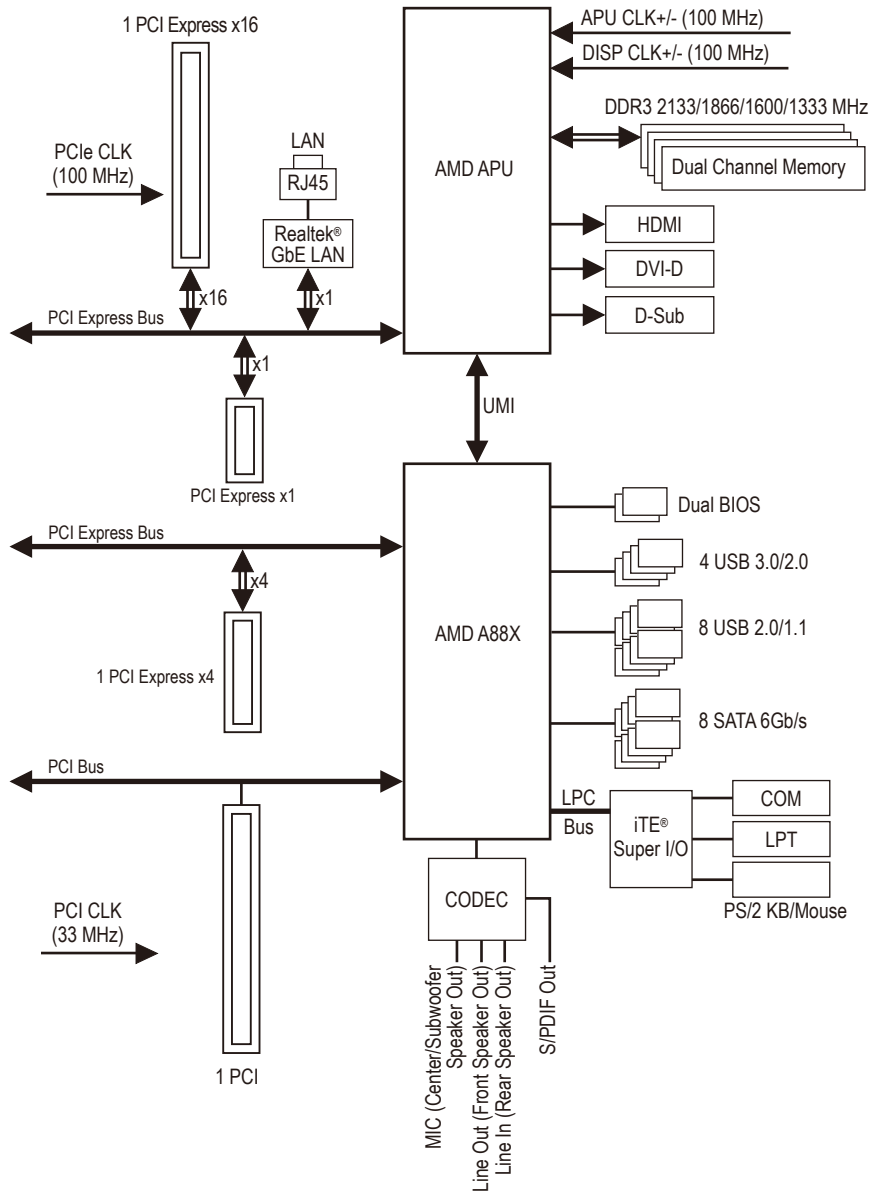 1 PCI Express x16
APU CLK+/- (100 MHz)
DISP CLK+/- (100 MHz)
DDR3 2133/1866/1600/1333 MHz
Dual Channel Memory
PCIe CLK
(100 MHz)
LAN
RJ45
Realtek®
GbE LAN
AMD APU
HDMI
DVI-D
D-Sub
x16
x1
PCI Express Bus
x1
PCI Express x1
UMI
PCI Express Bus
x4
1 PCI Express x4
AMD A88X
Dual BIOS
4 USB 3.0/2.0
8 USB 2.0/1.1
8 SATA 6Gb/s
PCI Bus
LPC
Bus
iTE®
Super I/O
COM
LPT
PS/2 KB/Mouse
PCI CLK
(33 MHz)
1 PCI
CODEC
MIC (Center/Subwoofer
Speaker Out)
Line Out (Front Speaker Out)
Line In (Rear Speaker Out)
S/PDIF Out